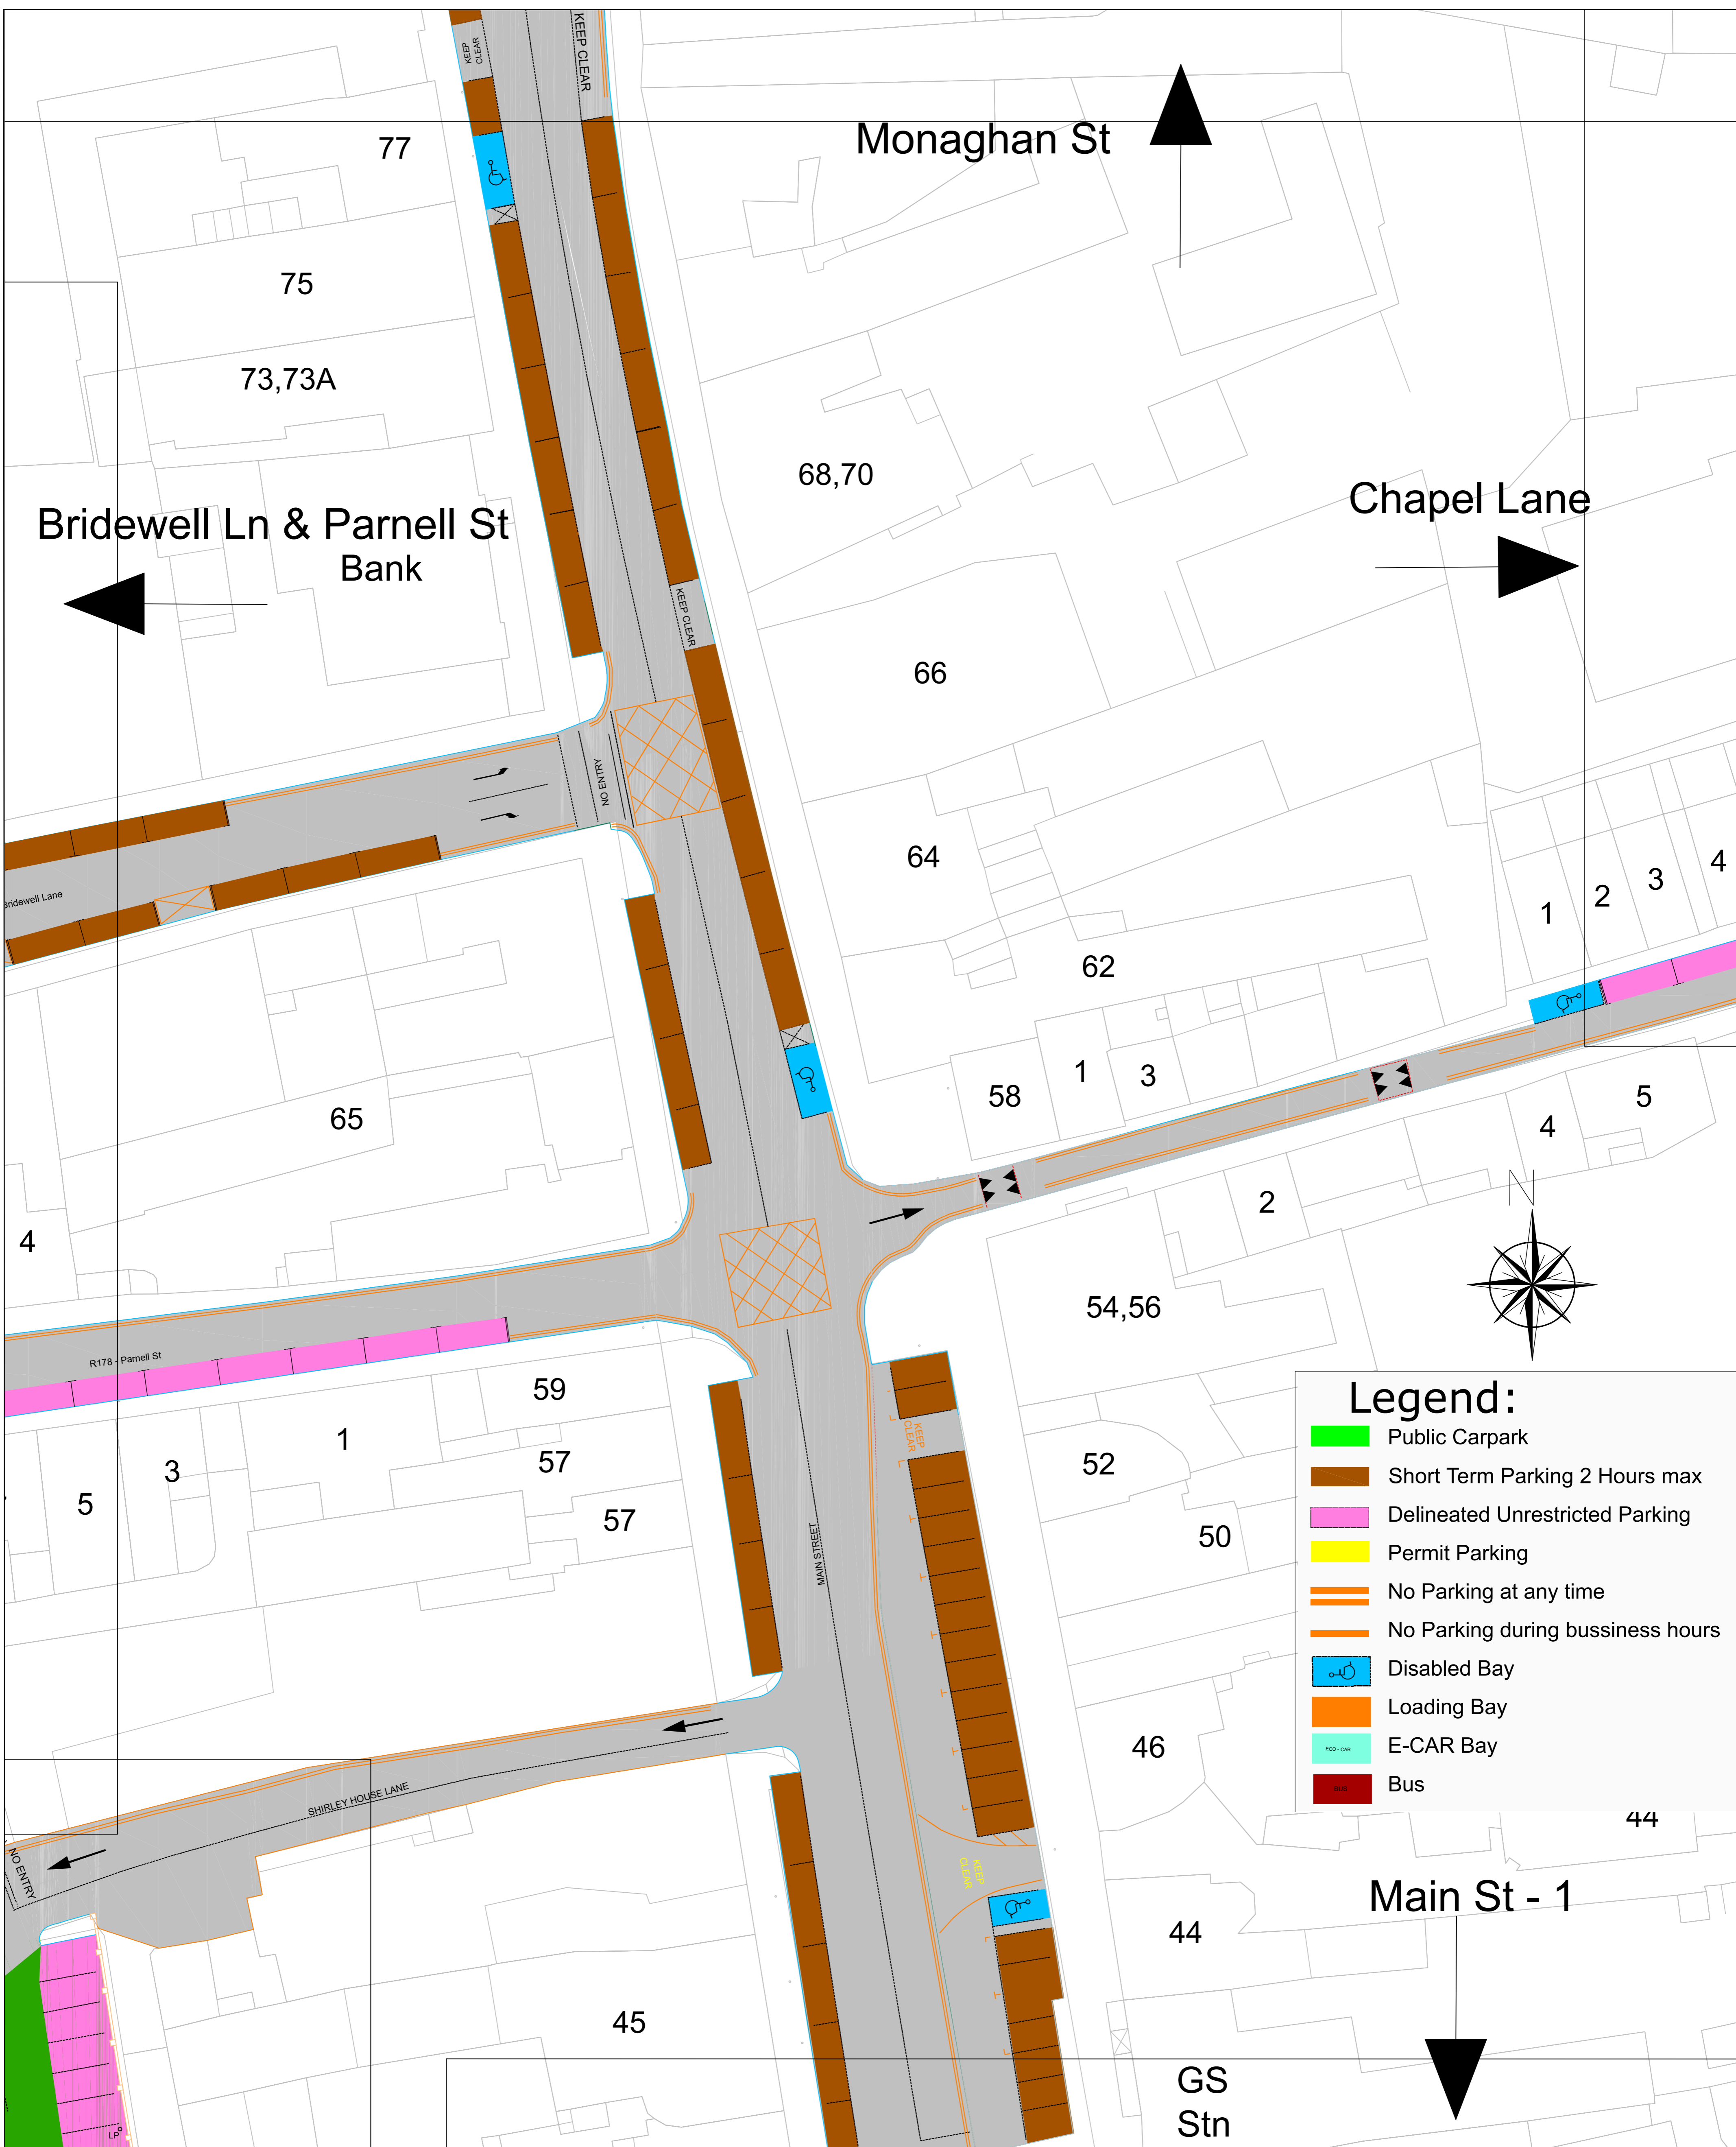 KEEP
CLEAR
KEEP CLEAR
77
Monaghan St
75
73,73A
68,70
Chapel Lane
Bridewell Ln & Parnell St
Bank
KEEP CLEAR
66
NO ENTRY
64
Bridewell Lane
1
2
3
4
62
58
1
3
65
5
4
2
N
4
54,56
R178 - Parnell St
59
1
57
3
5
57
KEEP
CLEAR
52
50
MAIN STREET
46
Legend:
Public Carpark
Short Term Parking 2 Hours max
Delineated Unrestricted Parking
Permit Parking
No Parking at any time
No Parking during bussiness hours
Disabled Bay
Loading Bay
ECO - CAR
E-CAR Bay
BUS
Bus
44
SHIRLEY HOUSE LANE
NO ENTRY
KEEP
CLEAR
Main St - 1
44
45
GS
Stn
LP